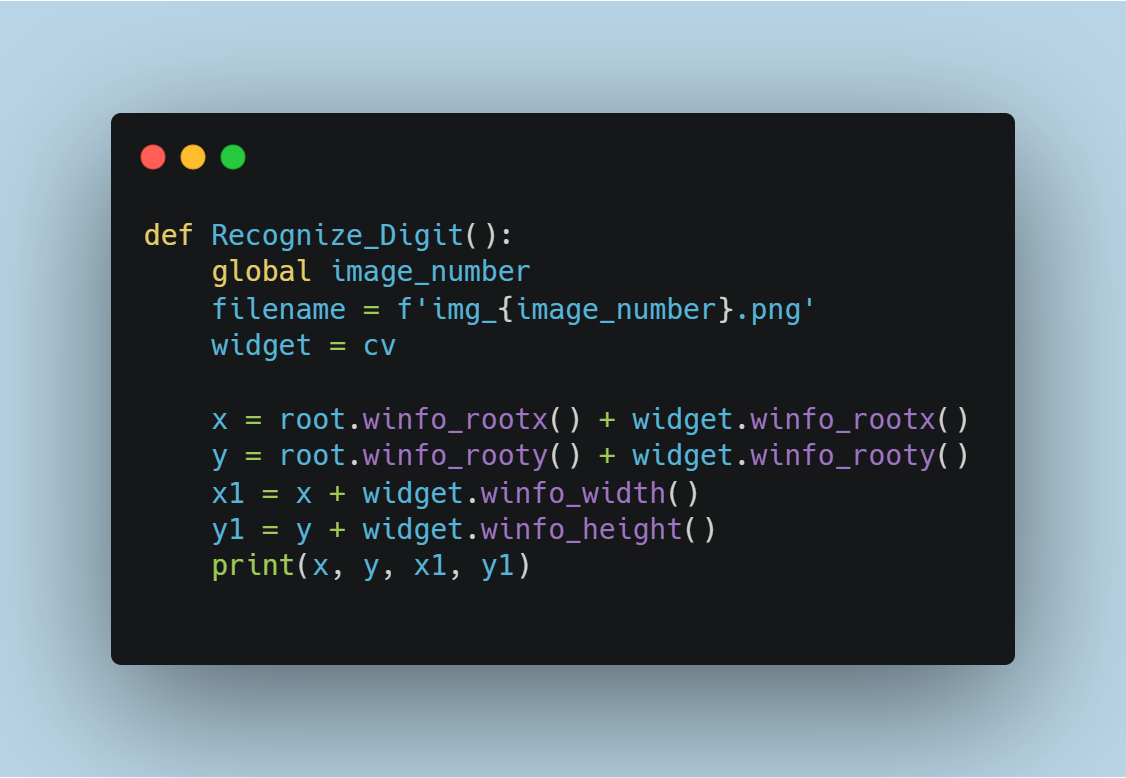 def Recognize_Digit():
    global image_number
    filename = f'img_{image_number}.png'
    widget = cv

    x = root.winfo_rootx() + widget.winfo_rootx()
    y = root.winfo_rooty() + widget.winfo_rooty()
    x1 = x + widget.winfo_width()
    y1 = y + widget.winfo_height()
    print(x, y, x1, y1)